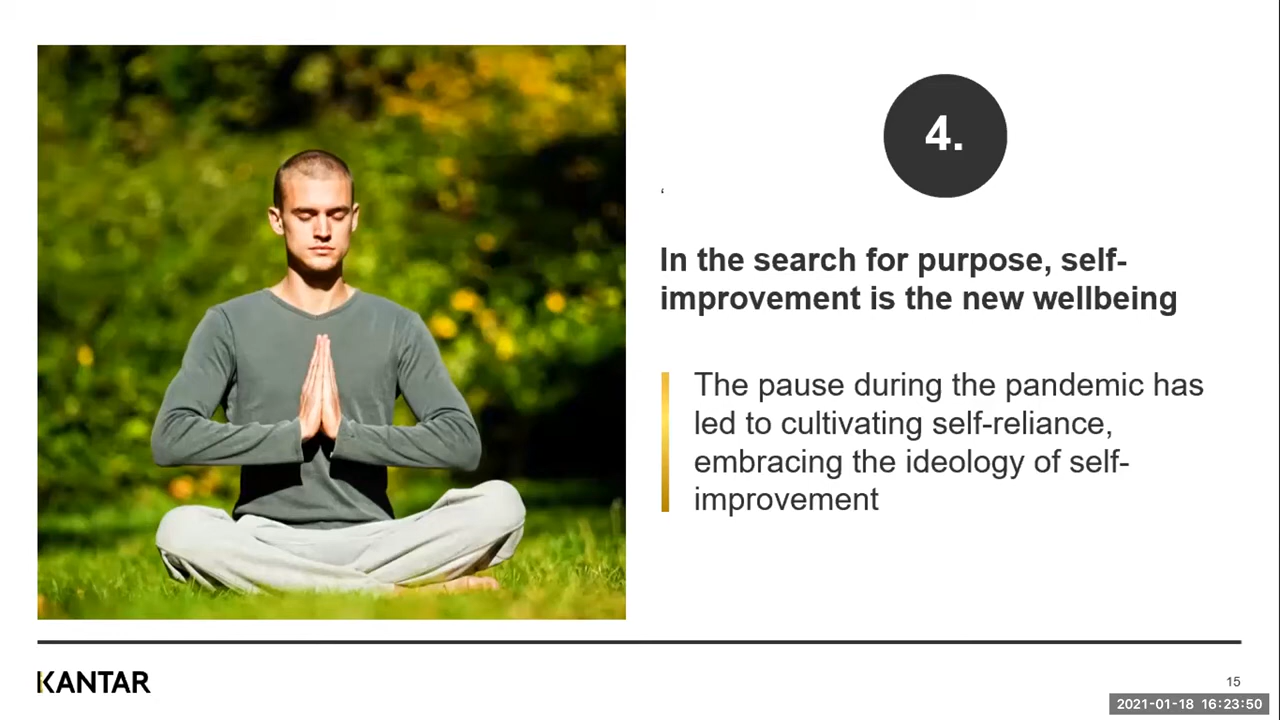 4.
‘
In the search for purpose, self-
improvement is the new wellbeing
The pause during the pandemic has
led to cultivating self-reliance,
embracing the ideology of self-
improvement
KANTAR
15
2021-01-18 16:23:50